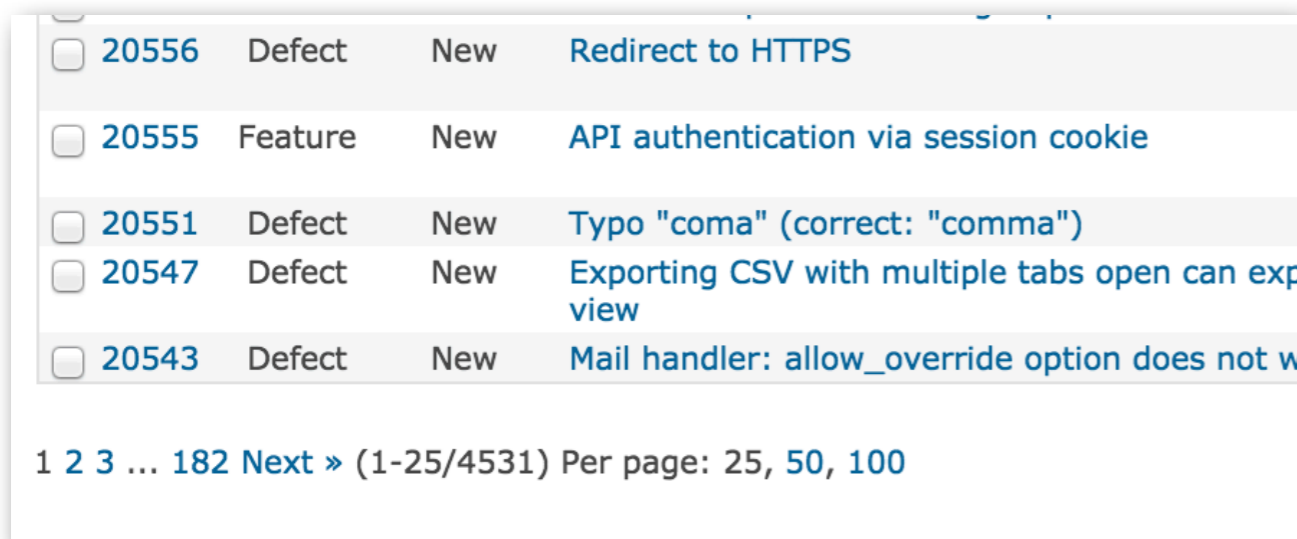 20556 Defect New Redirect to HTTPS
20555 Feature New API authentication via session cookie
20551 Defect New Typo "coma" (correct: "comma")
20547 Defect New Exporting CSV with multiple tabs open can
view
20543 Defect New Mail handler: allow_override option does not
1 2 3 ... 182 Next » (1-25/4531) Per page: 25, 50, 100